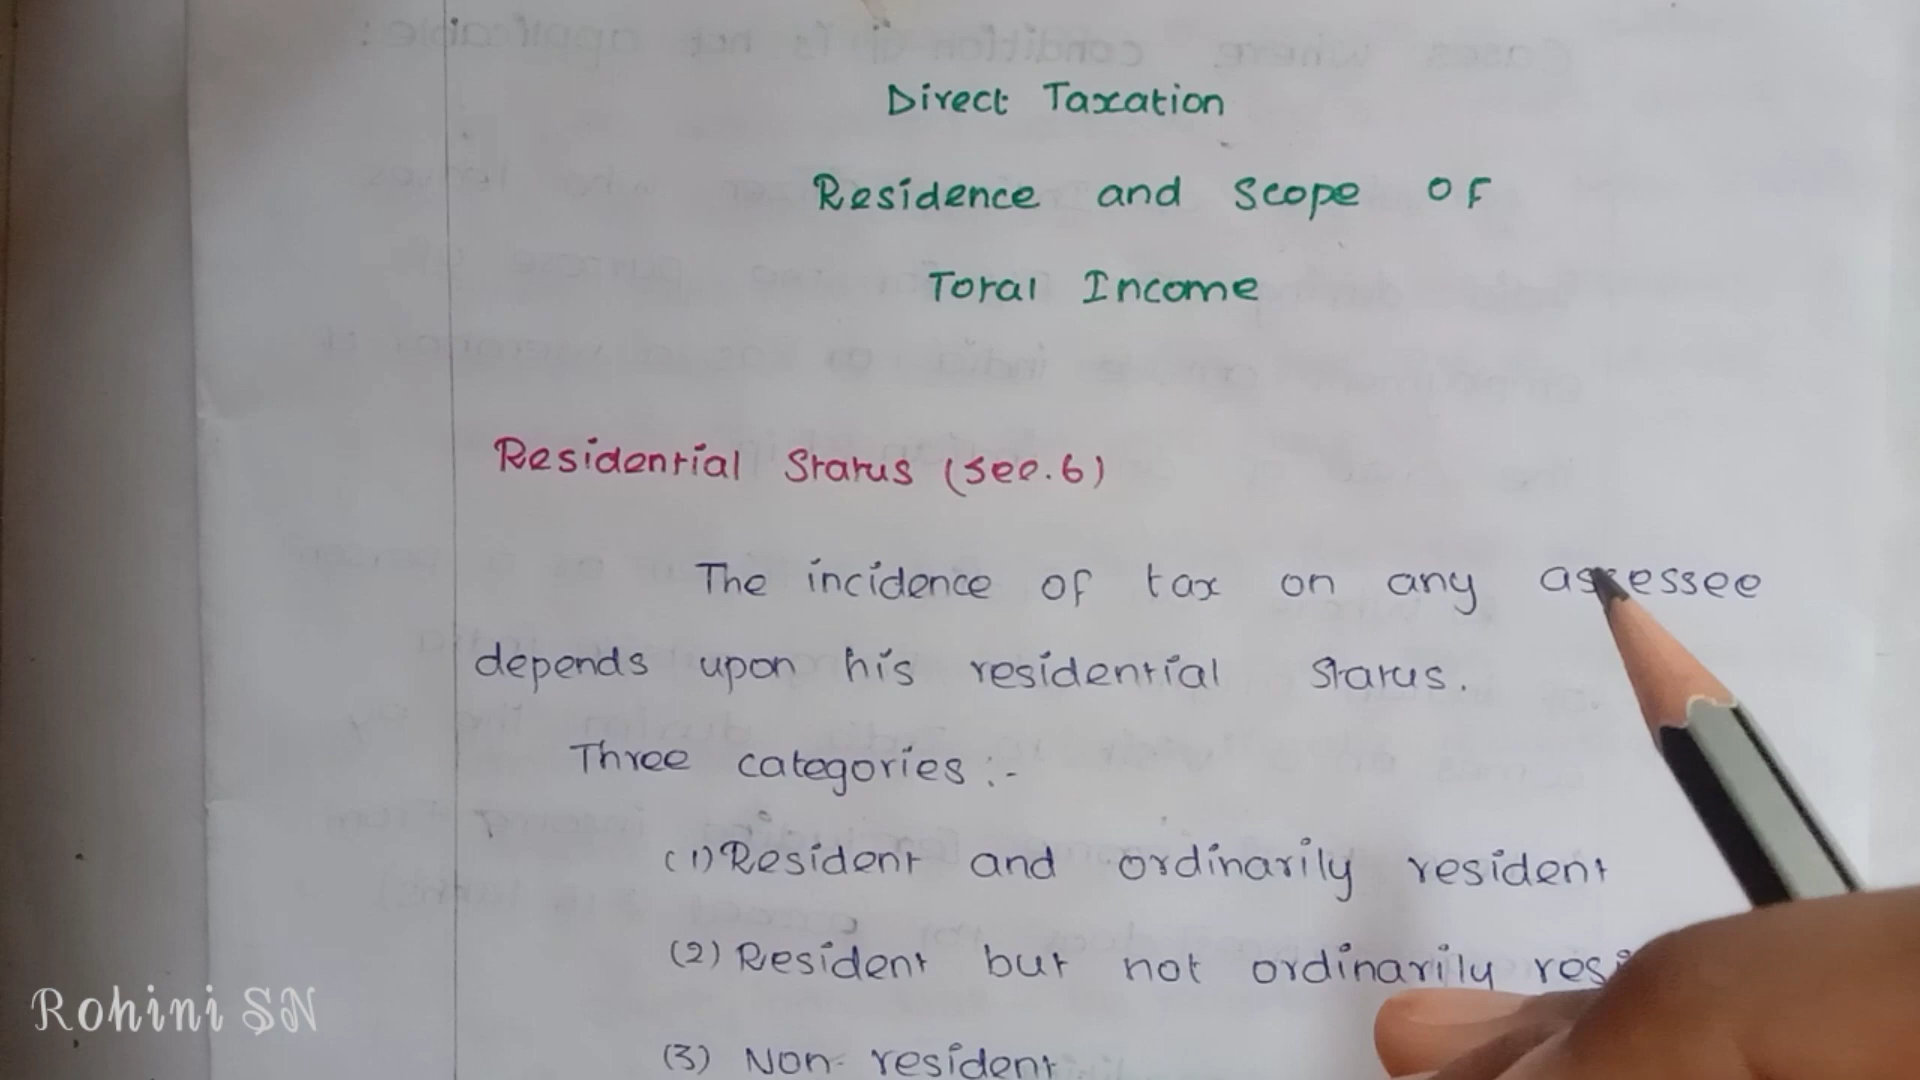 Direct Taxation
Residence and Scope OF
Total Income
Residential Status (Sec. 6)
The incidence of tax on any assessee
depends upon his residential status.
Three categories :-
(1) Resident and ordinarily resident
(2) Resident but not ordinarily resi
(3) Non- resident
Rohini SN